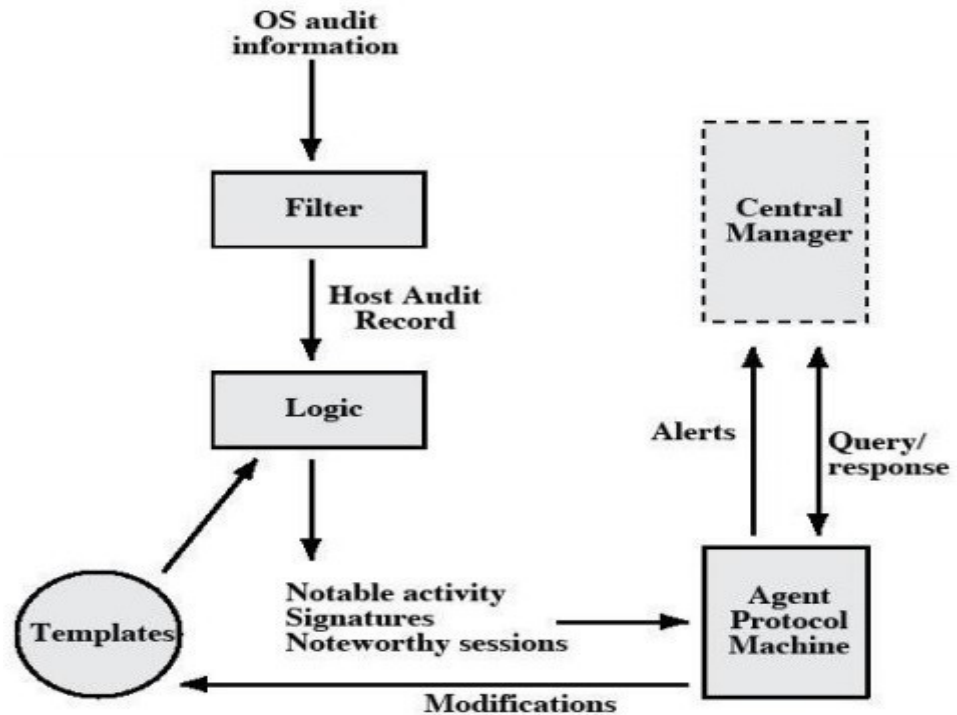 OS audit
information
Filter
Central
Manager
Host Audit
Record
Logic
Alerts
Query/
response
Notable activity
Signatures
Noteworthy sessions
Templates
Agent
Protocol
Machine
Modifications